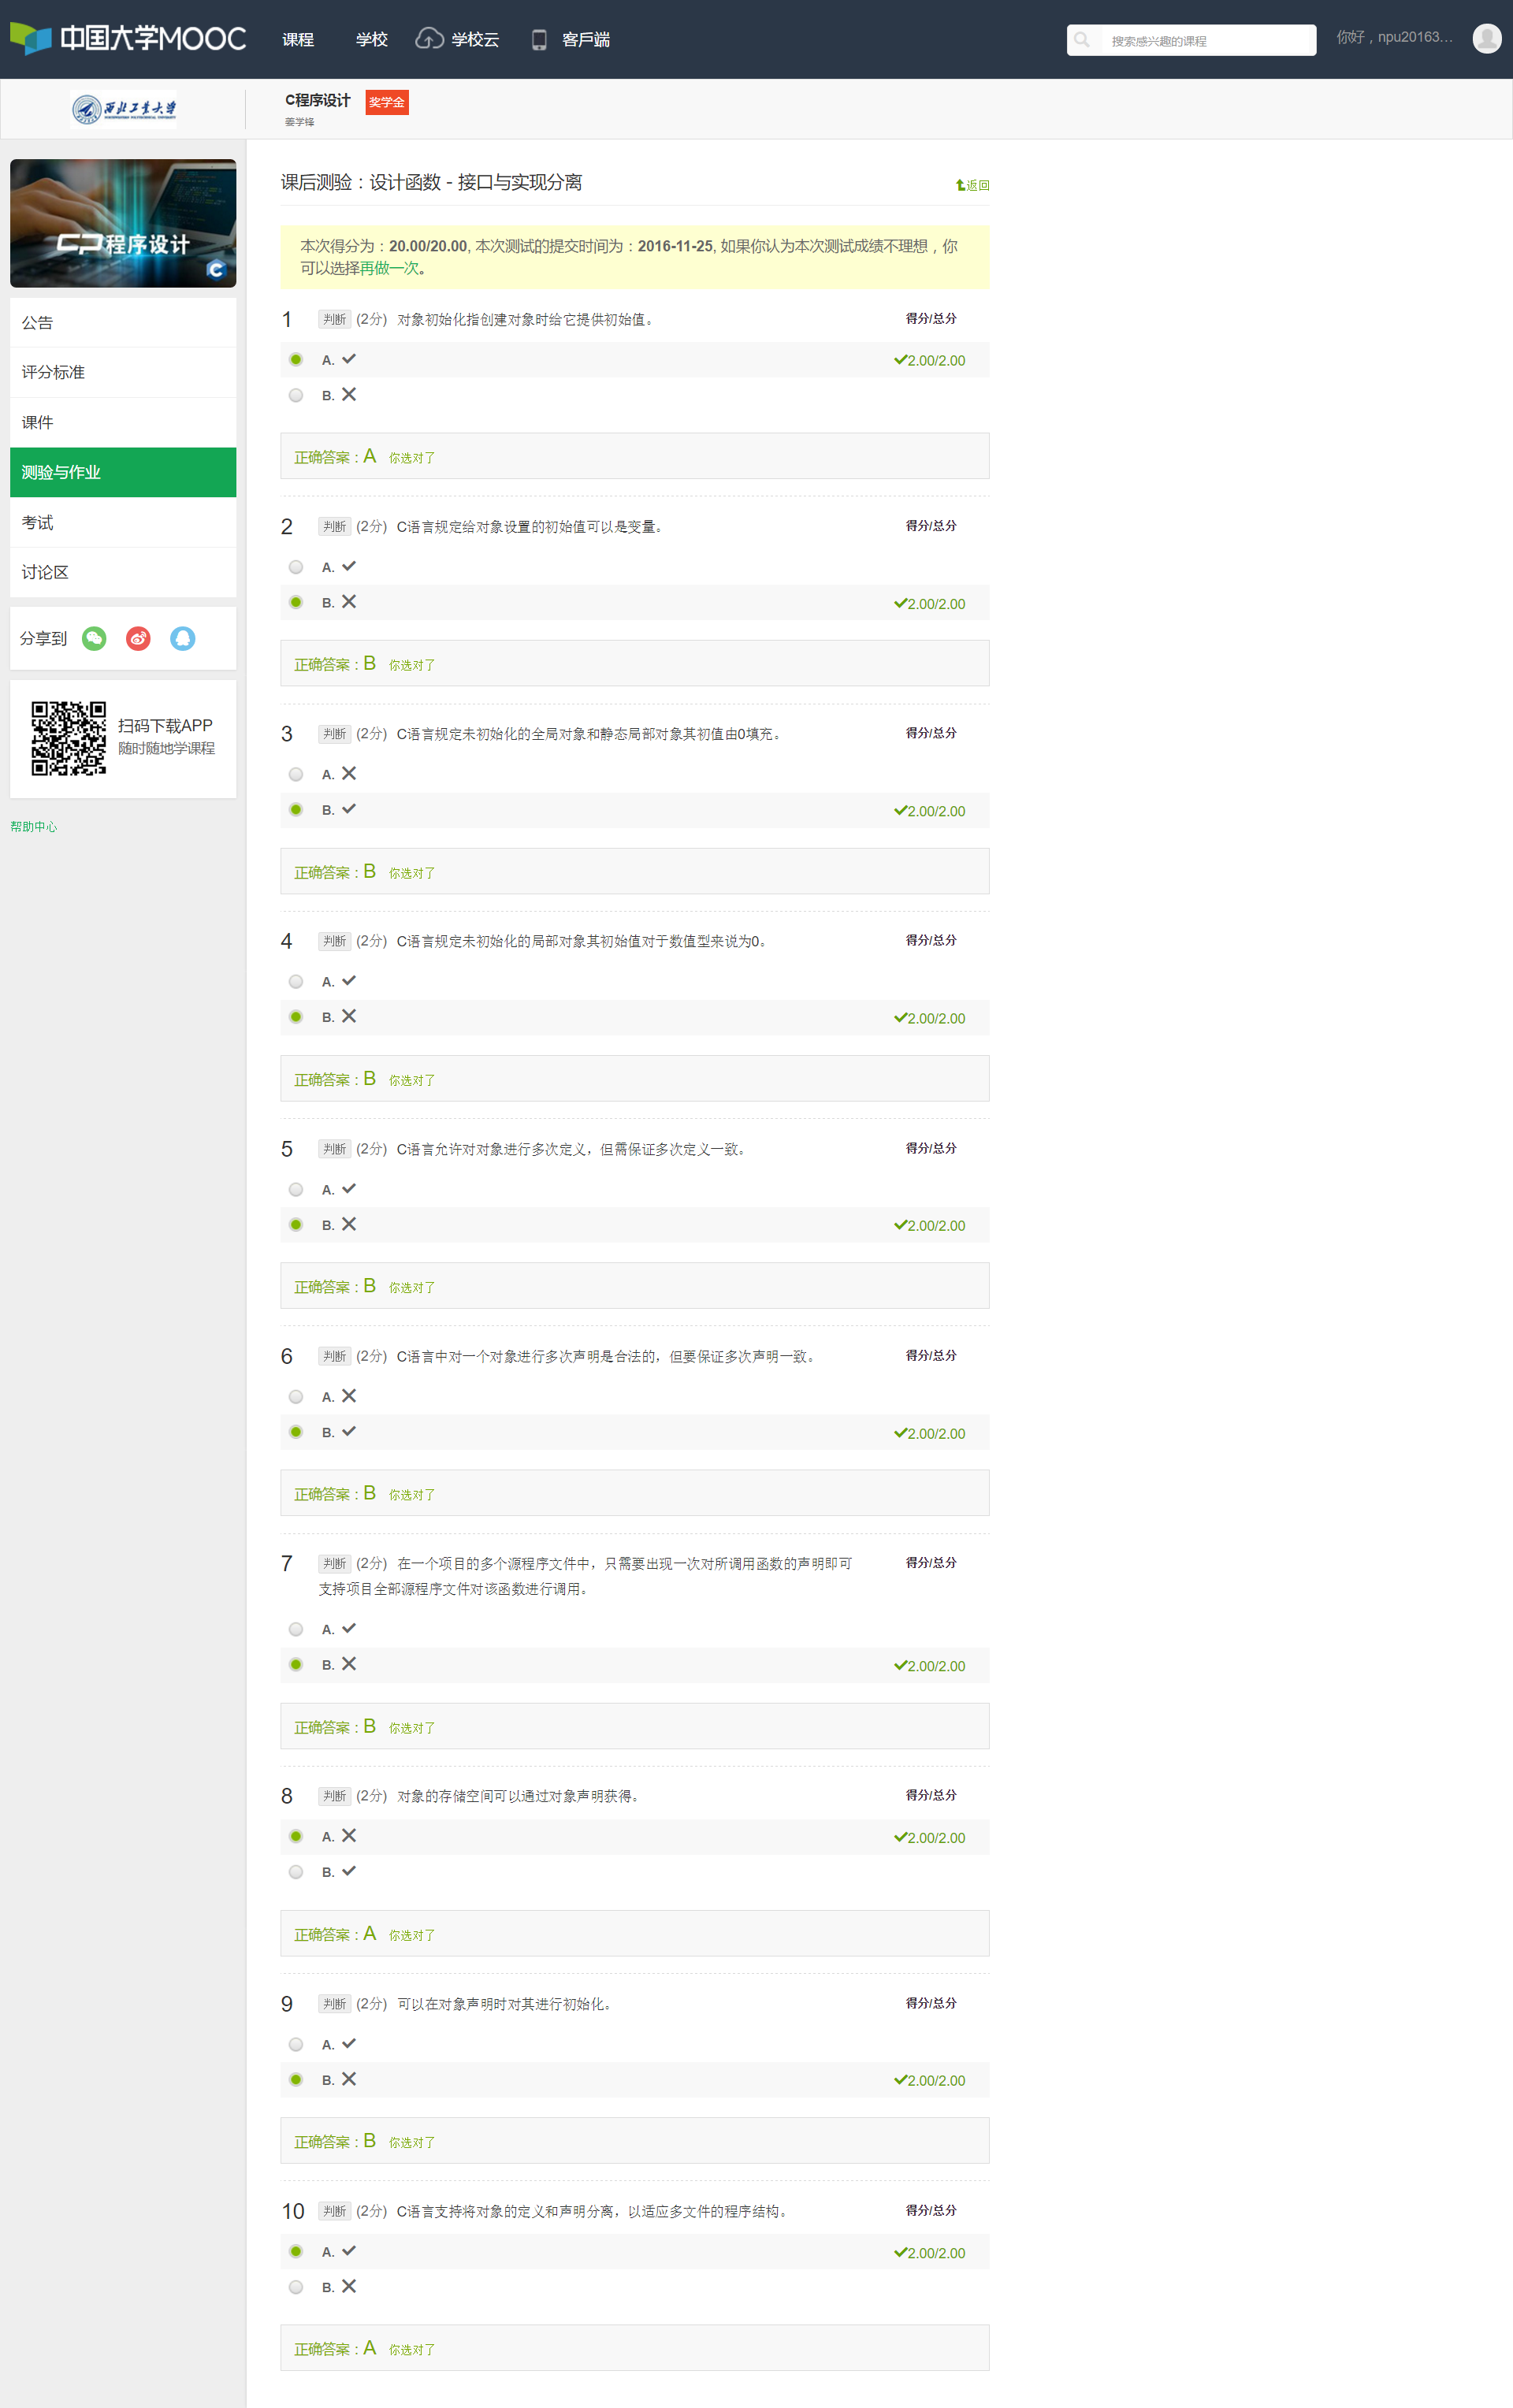 中国大学MOOC 课程 学校 学校云 客户端 搜索感兴趣的课程 你好，npu20163...
西北工业大学 C程序设计 奖学金
姜学锋
CP程序设计
C
公告
评分标准
课件
测验与作业
考试
讨论区
分享到
扫码下载APP
随时随地学课程
帮助中心
课后测验：设计函数 - 接口与实现分离 返回
本次得分为：20.00/20.00, 本次测试的提交时间为：2016-11-25, 如果你认为本次测试成绩不理想，你
可以选择再做一次。
1 判断 (2分) 对象初始化指创建对象时给它提供初始值。 得分/总分
A. ✔ ✔2.00/2.00
B. ✖
正确答案：A 你选对了
2 判断 (2分) C语言规定给对象设置的初始值可以是变量。 得分/总分
A. ✔
B. ✖ ✔2.00/2.00
正确答案：B 你选对了
3 判断 (2分) C语言规定未初始化的全局对象和静态局部对象其初值由0填充。 得分/总分
A. ✖
B. ✔ ✔2.00/2.00
正确答案：B 你选对了
4 判断 (2分) C语言规定未初始化的局部对象其初始值对于数值型来说为0。 得分/总分
A. ✔
B. ✖ ✔2.00/2.00
正确答案：B 你选对了
5 判断 (2分) C语言允许对对象进行多次定义，但需保证多次定义一致。 得分/总分
A. ✔
B. ✖ ✔2.00/2.00
正确答案：B 你选对了
6 判断 (2分) C语言中对一个对象进行多次声明是合法的，但要保证多次声明一致。 得分/总分
A. ✖
B. ✔ ✔2.00/2.00
正确答案：B 你选对了
7 判断 (2分) 在一个项目的多个源程序文件中，只需要出现一次对所调用函数的声明即可 得分/总分
支持项目全部源程序文件对该函数进行调用。
A. ✔
B. ✖ ✔2.00/2.00
正确答案：B 你选对了
8 判断 (2分) 对象的存储空间可以通过对象声明获得。 得分/总分
A. ✖ ✔2.00/2.00
B. ✔
正确答案：A 你选对了
9 判断 (2分) 可以在对象声明时对其进行初始化。 得分/总分
A. ✔
B. ✖ ✔2.00/2.00
正确答案：B 你选对了
10 判断 (2分) C语言支持将对象的定义和声明分离，以适应多文件的程序结构。 得分/总分
A. ✔ ✔2.00/2.00
B. ✖
正确答案：A 你选对了